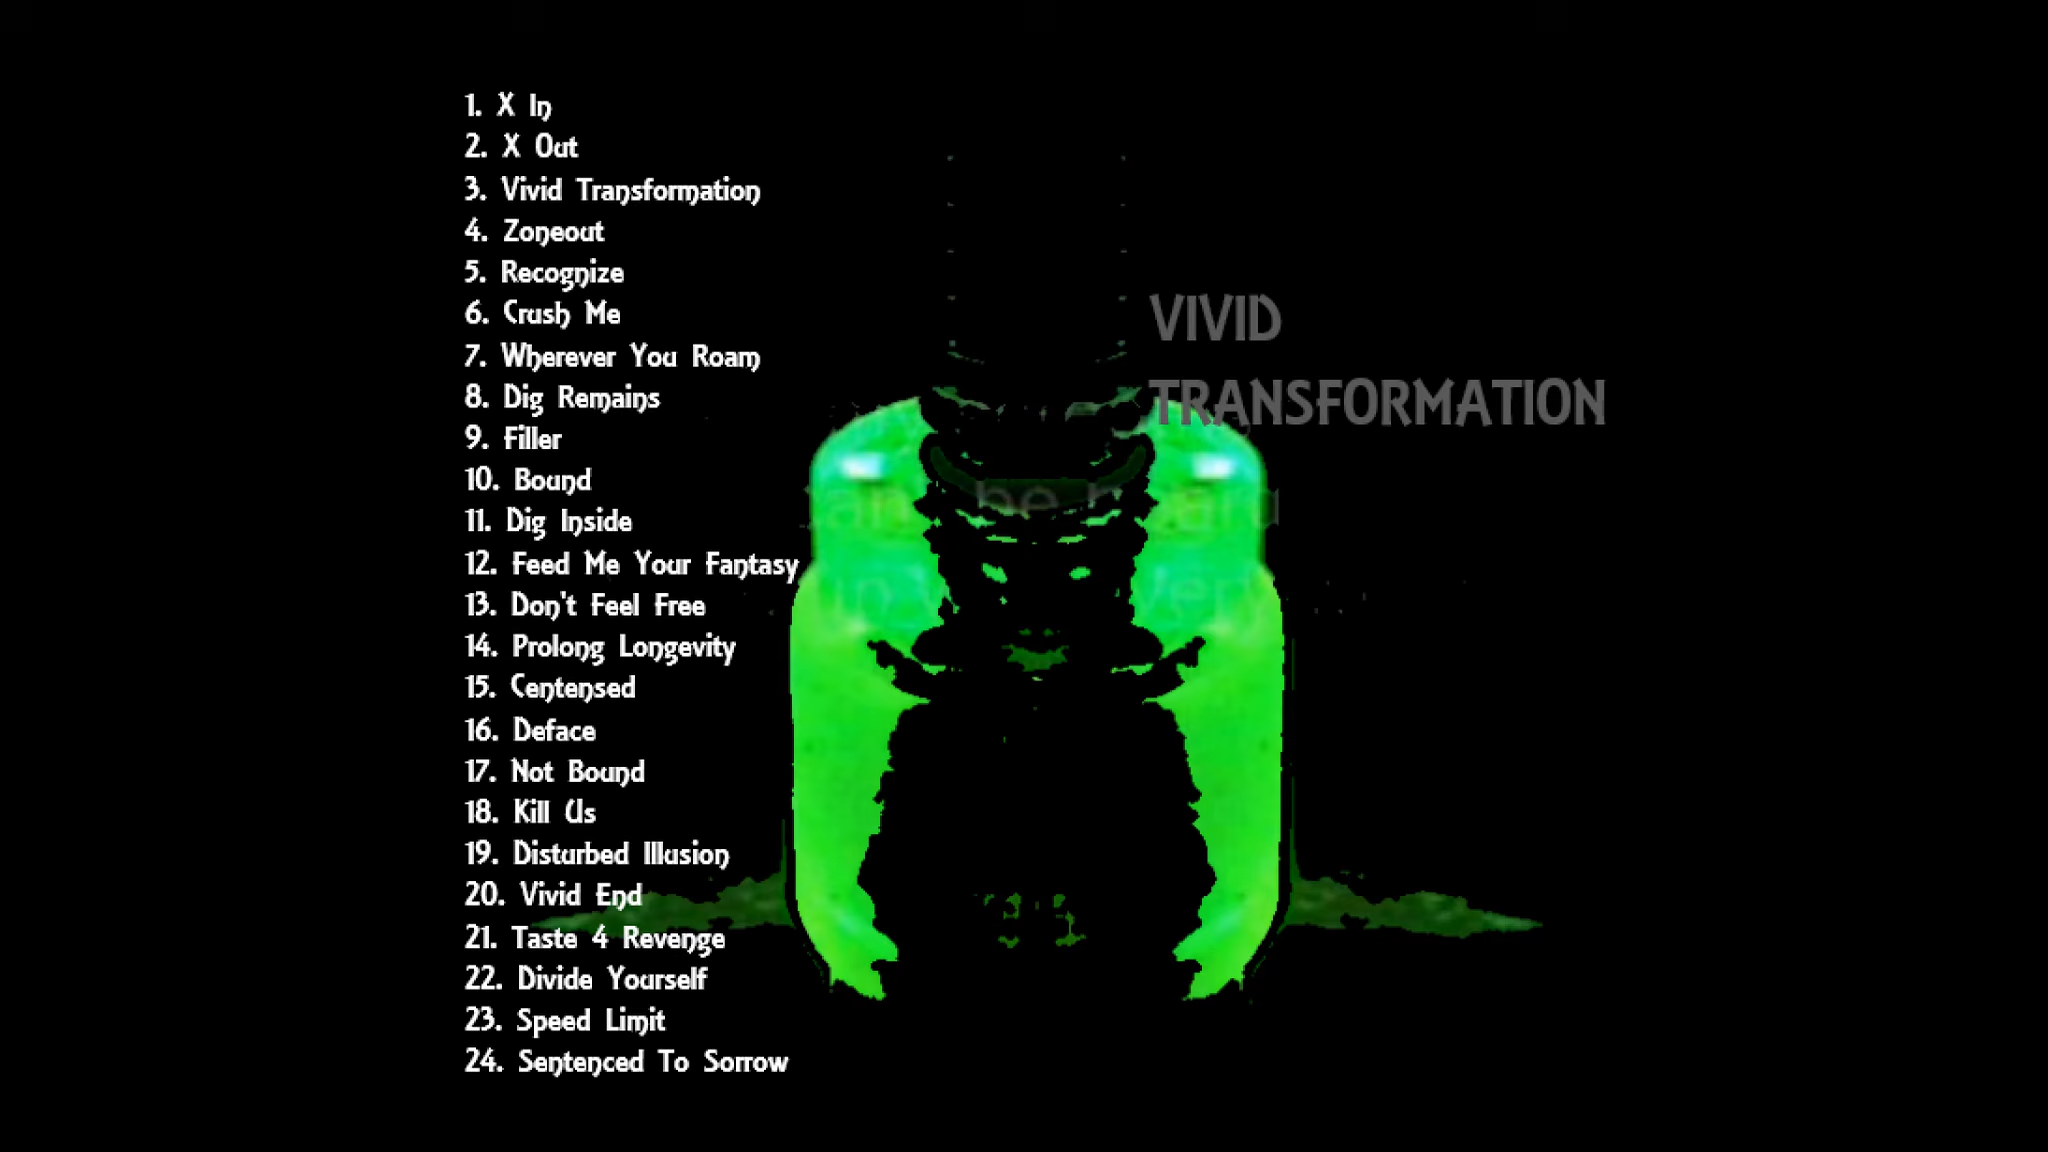 1. X In
2. X Out
3. Vivid Transformation
4. Zoneout
5. Recognize
6. Crush Me
7. Wherever You Roam
8. Dig Remains
9. Filler
10. Bound
11. Dig Inside
12. Feed Me Your Fantasy
13. Don't Feel Free
14. Prolong Longevity
15. Centensed
16. Deface
17. Not Bound
18. Kill Us
19. Disturbed Illusion
20. Vivid End
21. Taste 4 Revenge
22. Divide Yourself
23. Speed Limit
24. Sentenced To Sorrow
VIVID
TRANSFORMATION
be